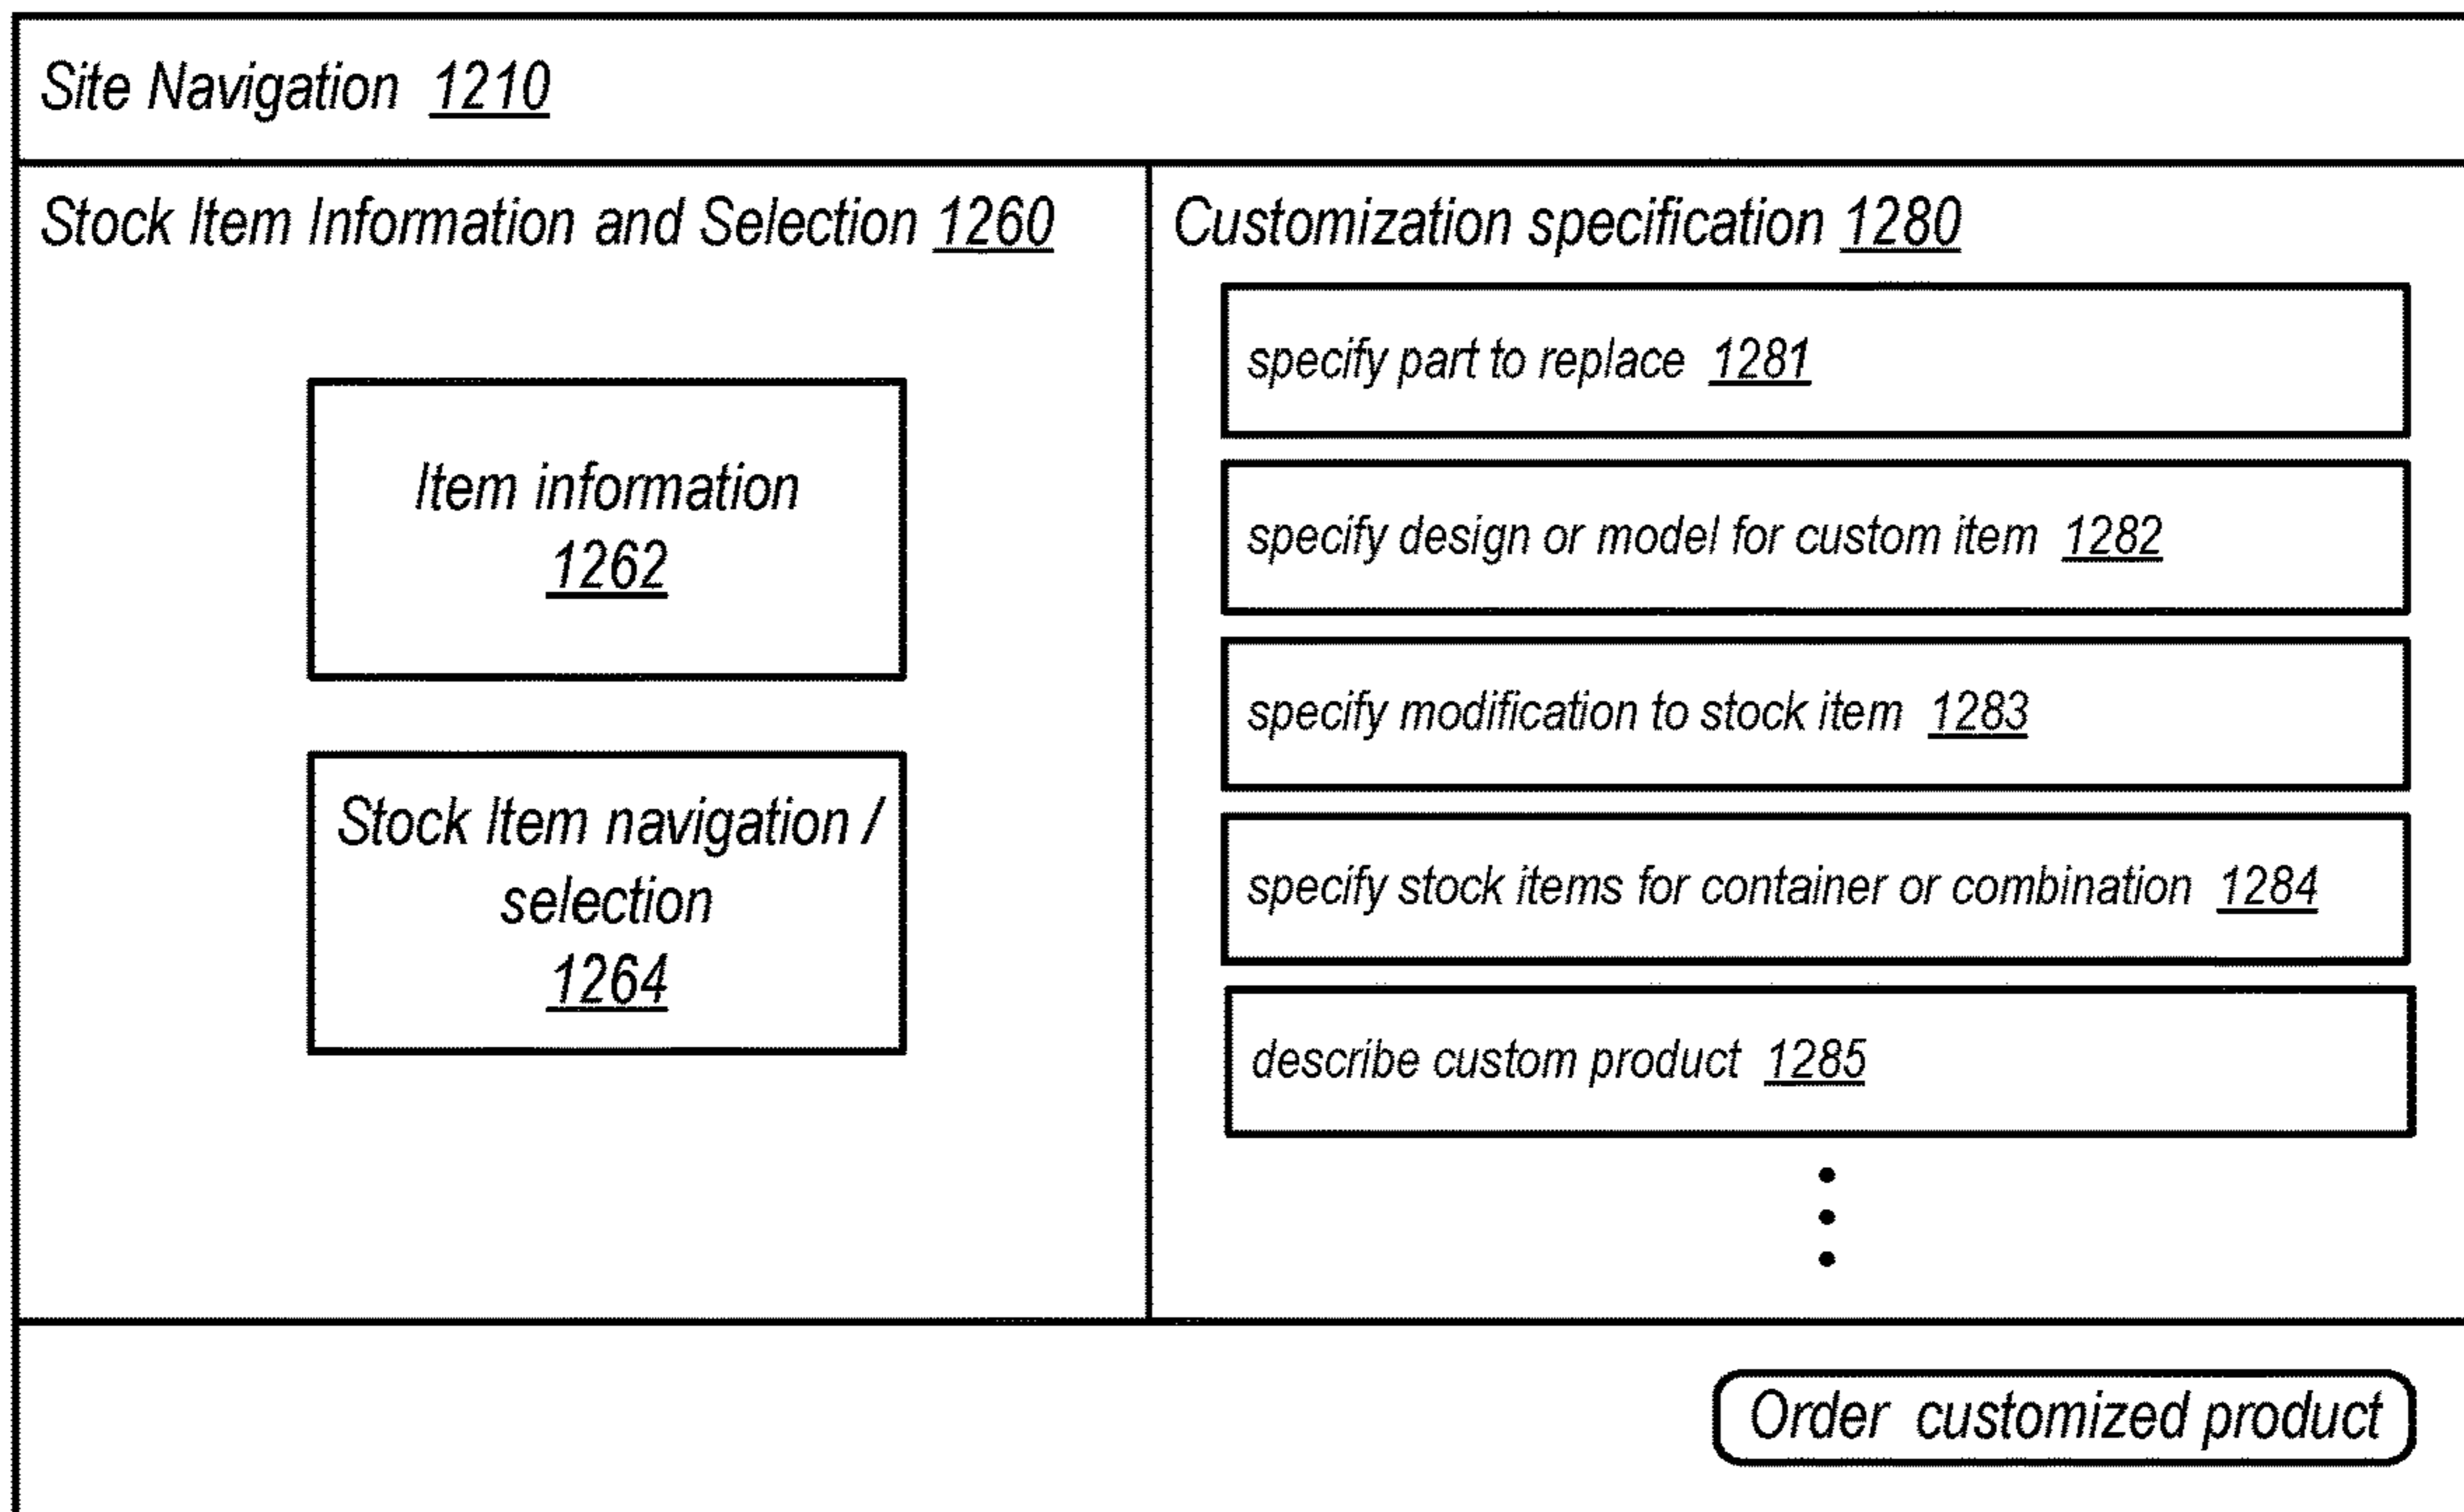 Site Navigation 1210
Stock Item Information and Selection 1260
Item information
1262
Stock Item navigation /
selection
1264
Customization specification 1280
specify part to replace 1281
specify design or model for custom item 1282
specify modification to stock item 1283
specify stock items for container or combination 1284
describe custom product 1285
Order customized product